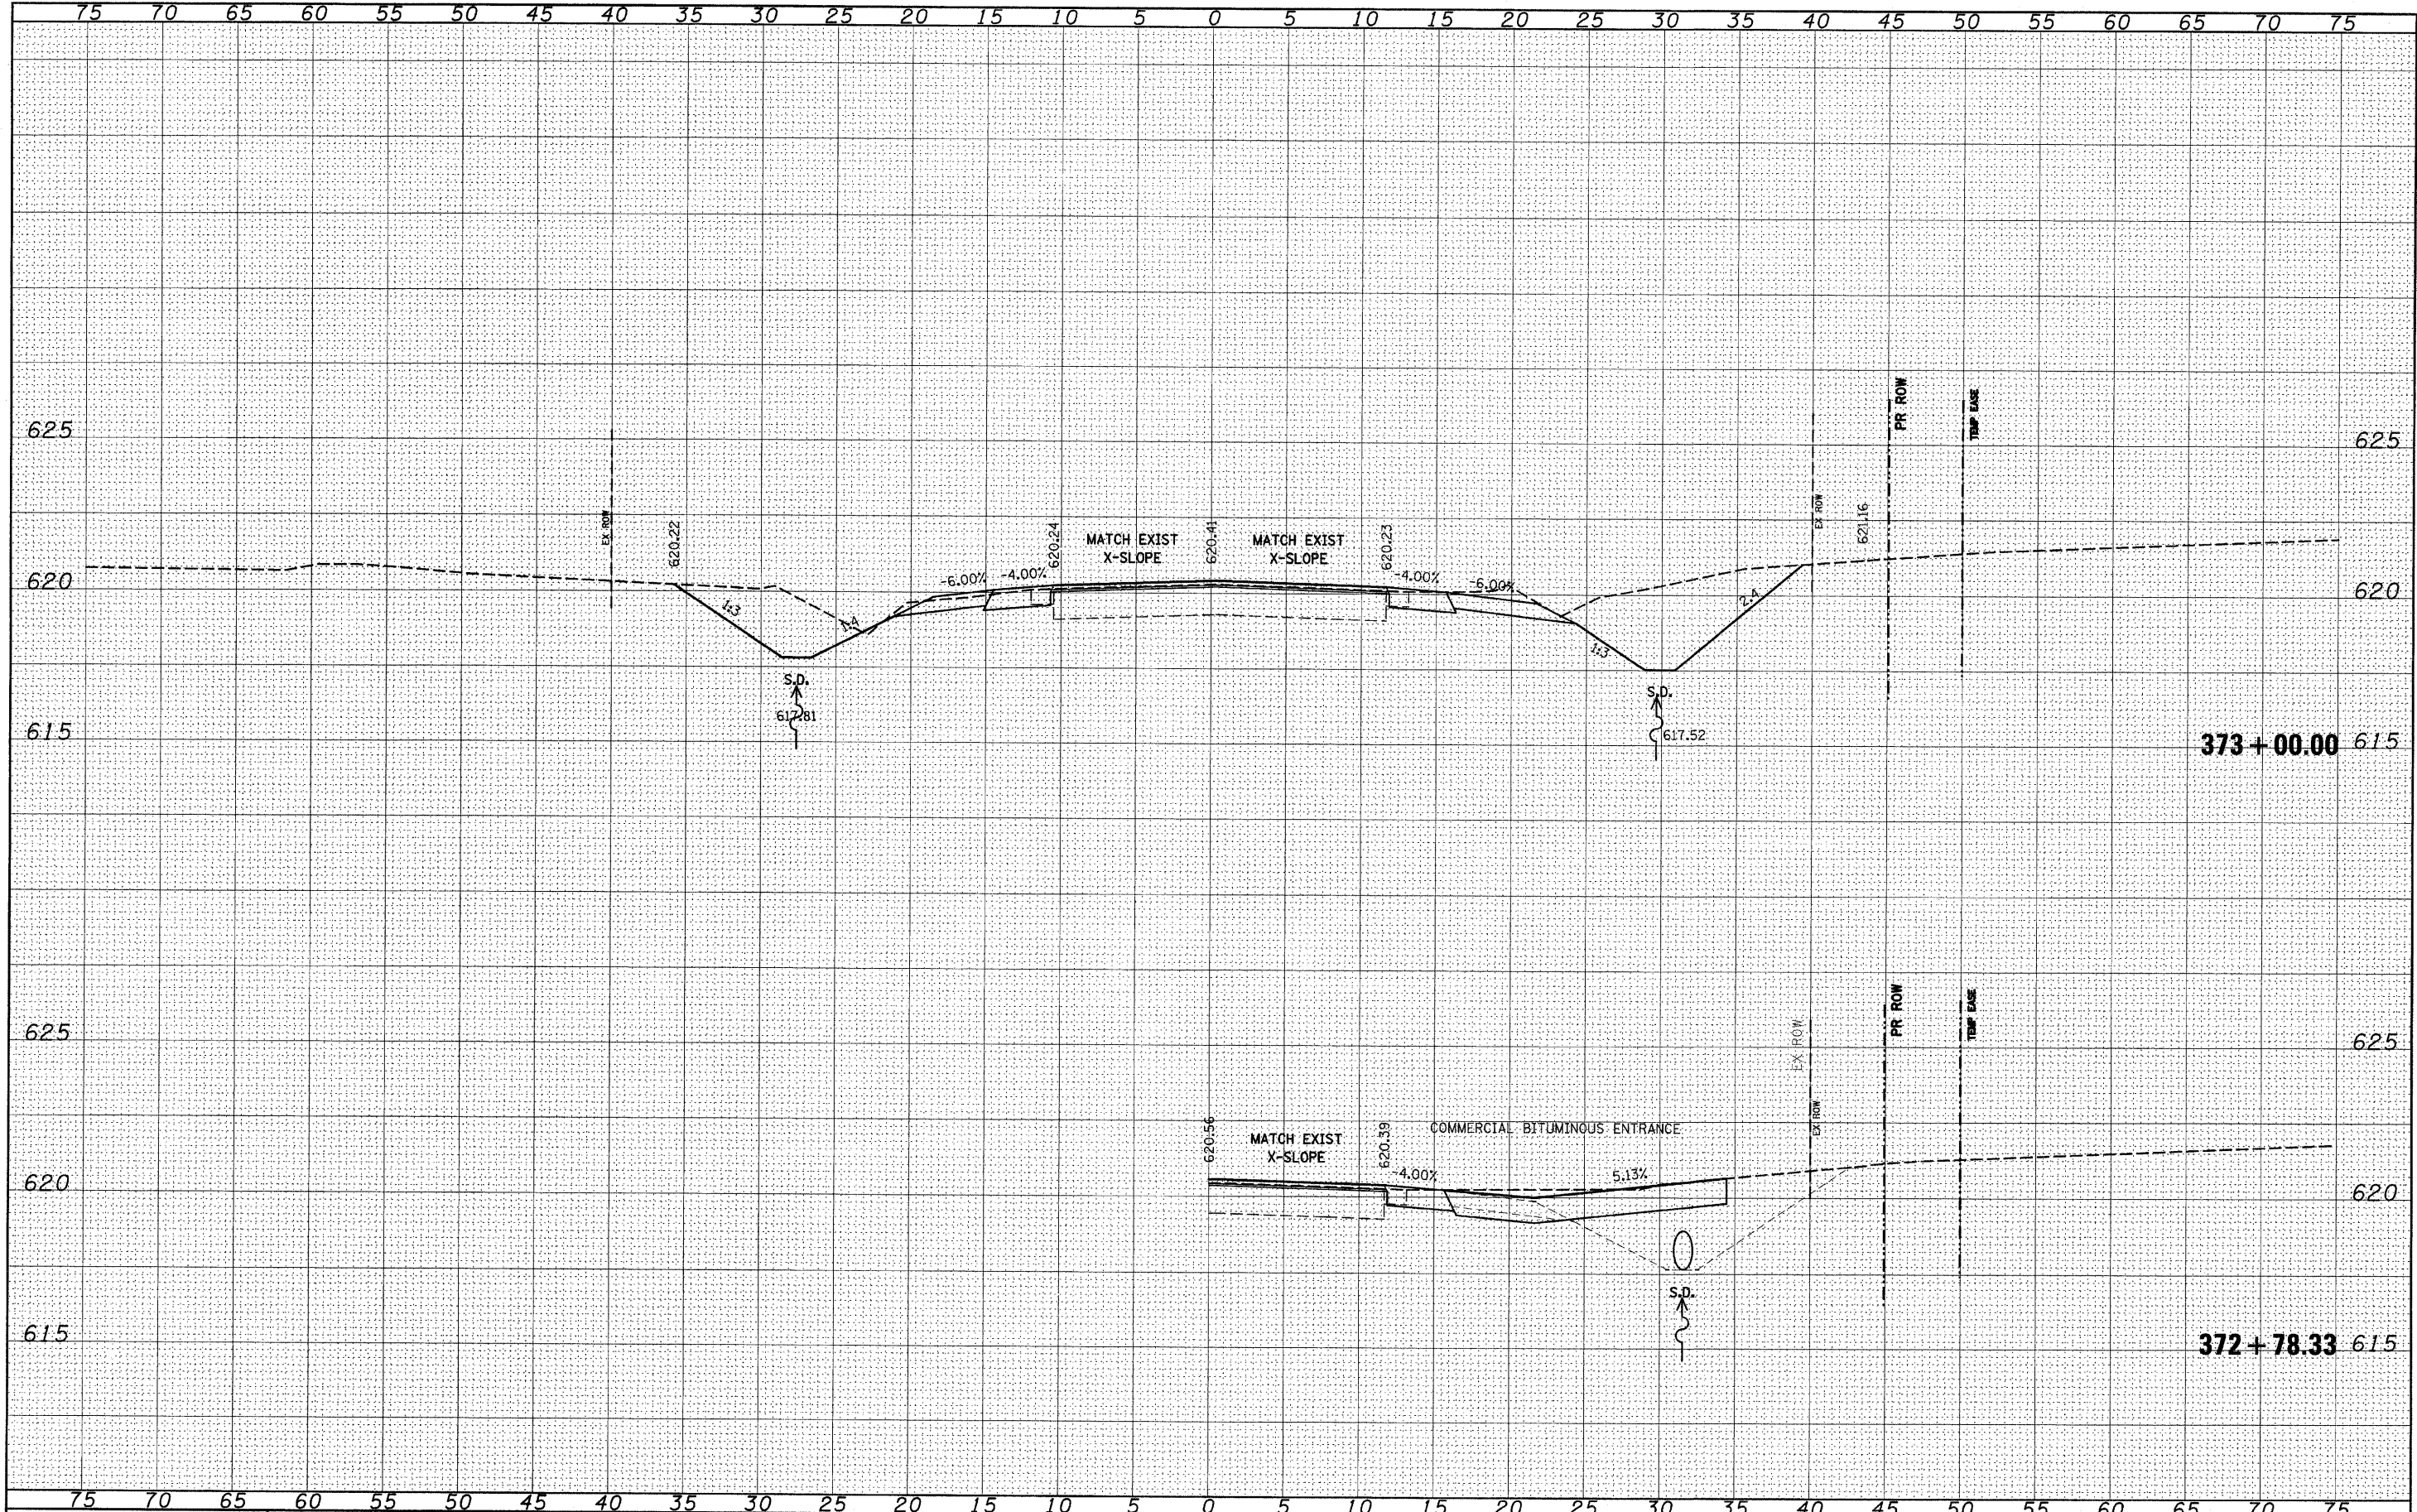 75 70 65 60 55 50 45 40 35 30 25 20 15 10 5 0 5 10 15 20 25 30 35 40 45 50 55 60 65 70 75
PR ROW
TEMP EASE
625
625
EX ROW
620.22
620.24
MATCH EXIST
X-SLOPE
620.41
MATCH EXIST
X-SLOPE
620.23
EX ROW
621.16
620
-6.00%
-4.00%
-4.00%
-6.00%
620
1:3
1:4
1:3
2.4
S.D.
617.81
S.D.
617.52
615
373+00.00
615
PR ROW
TEMP EASE
EX ROW
625
625
620.56
MATCH EXIST
X-SLOPE
620.39
COMMERCIAL BITUMINOUS ENTRANCE
EX ROW
-4.00%
5.13%
620
620
S.D.
615
372+78.33
615
75 70 65 60 55 50 45 40 35 30 25 20 15 10 5 0 5 10 15 20 25 30 35 40 45 50 55 60 65 70 75